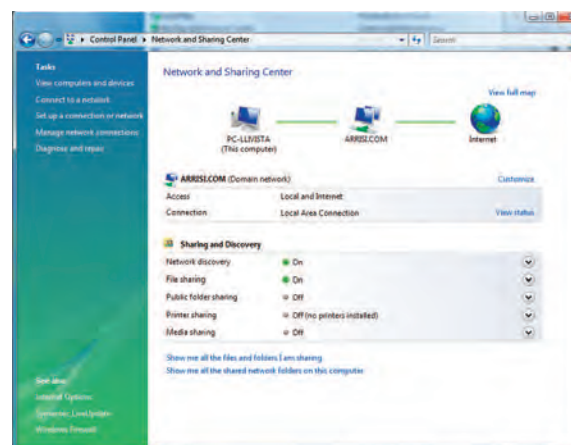 Control Panel ▸ Network and Sharing Center
Search
Tasks
View computers and devices
Connect to a network
Set up a connection or network
Manage network connections
Diagnose and repair
See also
Internet Options
Symantec LiveUpdate
Windows Firewall
Network and Sharing Center
View full map
PC-LLIVISTA
(This computer)
ARRISI.COM
Internet
ARRISI.COM (Domain network)
Customize
Access Local and Internet
Connection Local Area Connection View status
Sharing and Discovery
Network discovery On
File sharing On
Public folder sharing Off
Printer sharing Off (no printers installed)
Media sharing Off
Show me all the files and folders I am sharing
Show me all the shared network folders on this computer